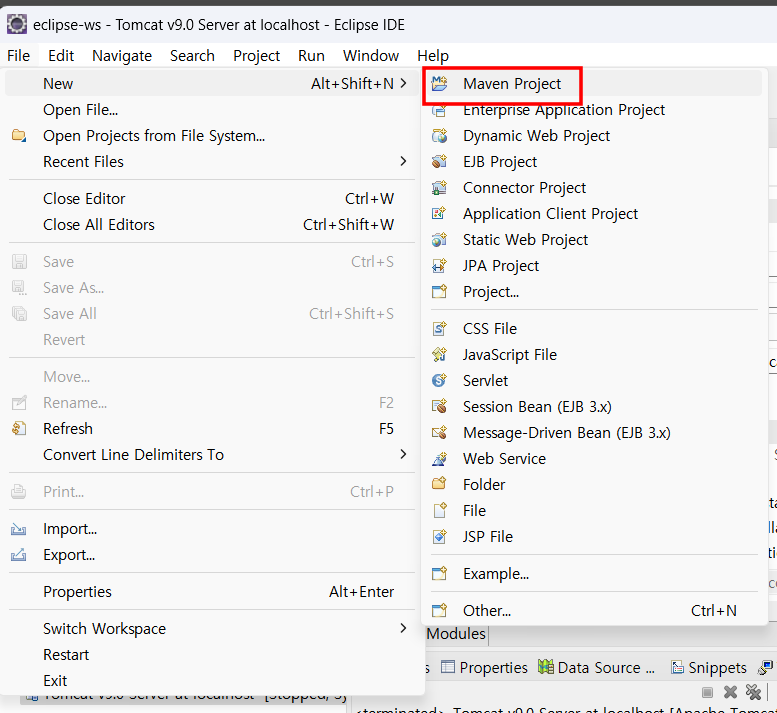 eclipse-ws - Tomcat v9.0 Server at localhost - Eclipse IDE
File Edit Navigate Search Project Run Window Help
New Alt+Shift+N
Open File...
Open Projects from File System...
Recent Files
Close Editor Ctrl+W
Close All Editors Ctrl+Shift+W
Save Ctrl+S
Save As...
Save All Ctrl+Shift+S
Revert
Move...
Rename... F2
Refresh F5
Convert Line Delimiters To
Print... Ctrl+P
Import...
Export...
Properties Alt+Enter
Switch Workspace
Restart
Exit
Maven Project
Enterprise Application Project
Dynamic Web Project
EJB Project
Connector Project
Application Client Project
Static Web Project
JPA Project
Project...
CSS File
JavaScript File
Servlet
Session Bean (EJB 3.x)
Message-Driven Bean (EJB 3.x)
Web Service
Folder
File
JSP File
Example...
Other... Ctrl+N
Modules
Properties Data Source ... Snippets
Tomcat v9.0 Server at localhost [Stopped,
<terminated> Tomcat v9.0 Server at localhost [Apache Tomcat